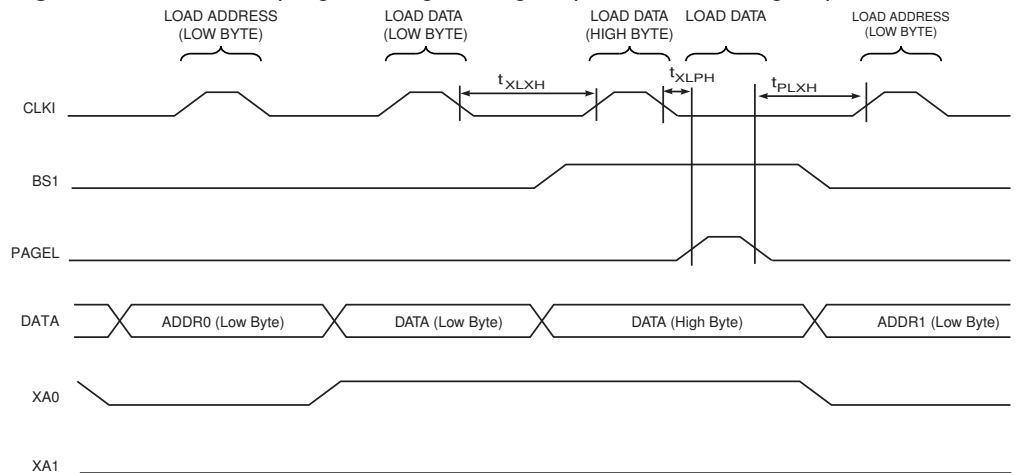 LOAD ADDRESS
(LOW BYTE)
LOAD DATA
(LOW BYTE)
LOAD DATA
(HIGH BYTE)
LOAD DATA
LOAD ADDRESS
(LOW BYTE)
tXLXH
tXLPH
tPLXH
CLKI
BS1
PAGEL
DATA
ADDR0 (Low Byte)
DATA (Low Byte)
DATA (High Byte)
ADDR1 (Low Byte)
XA0
XA1